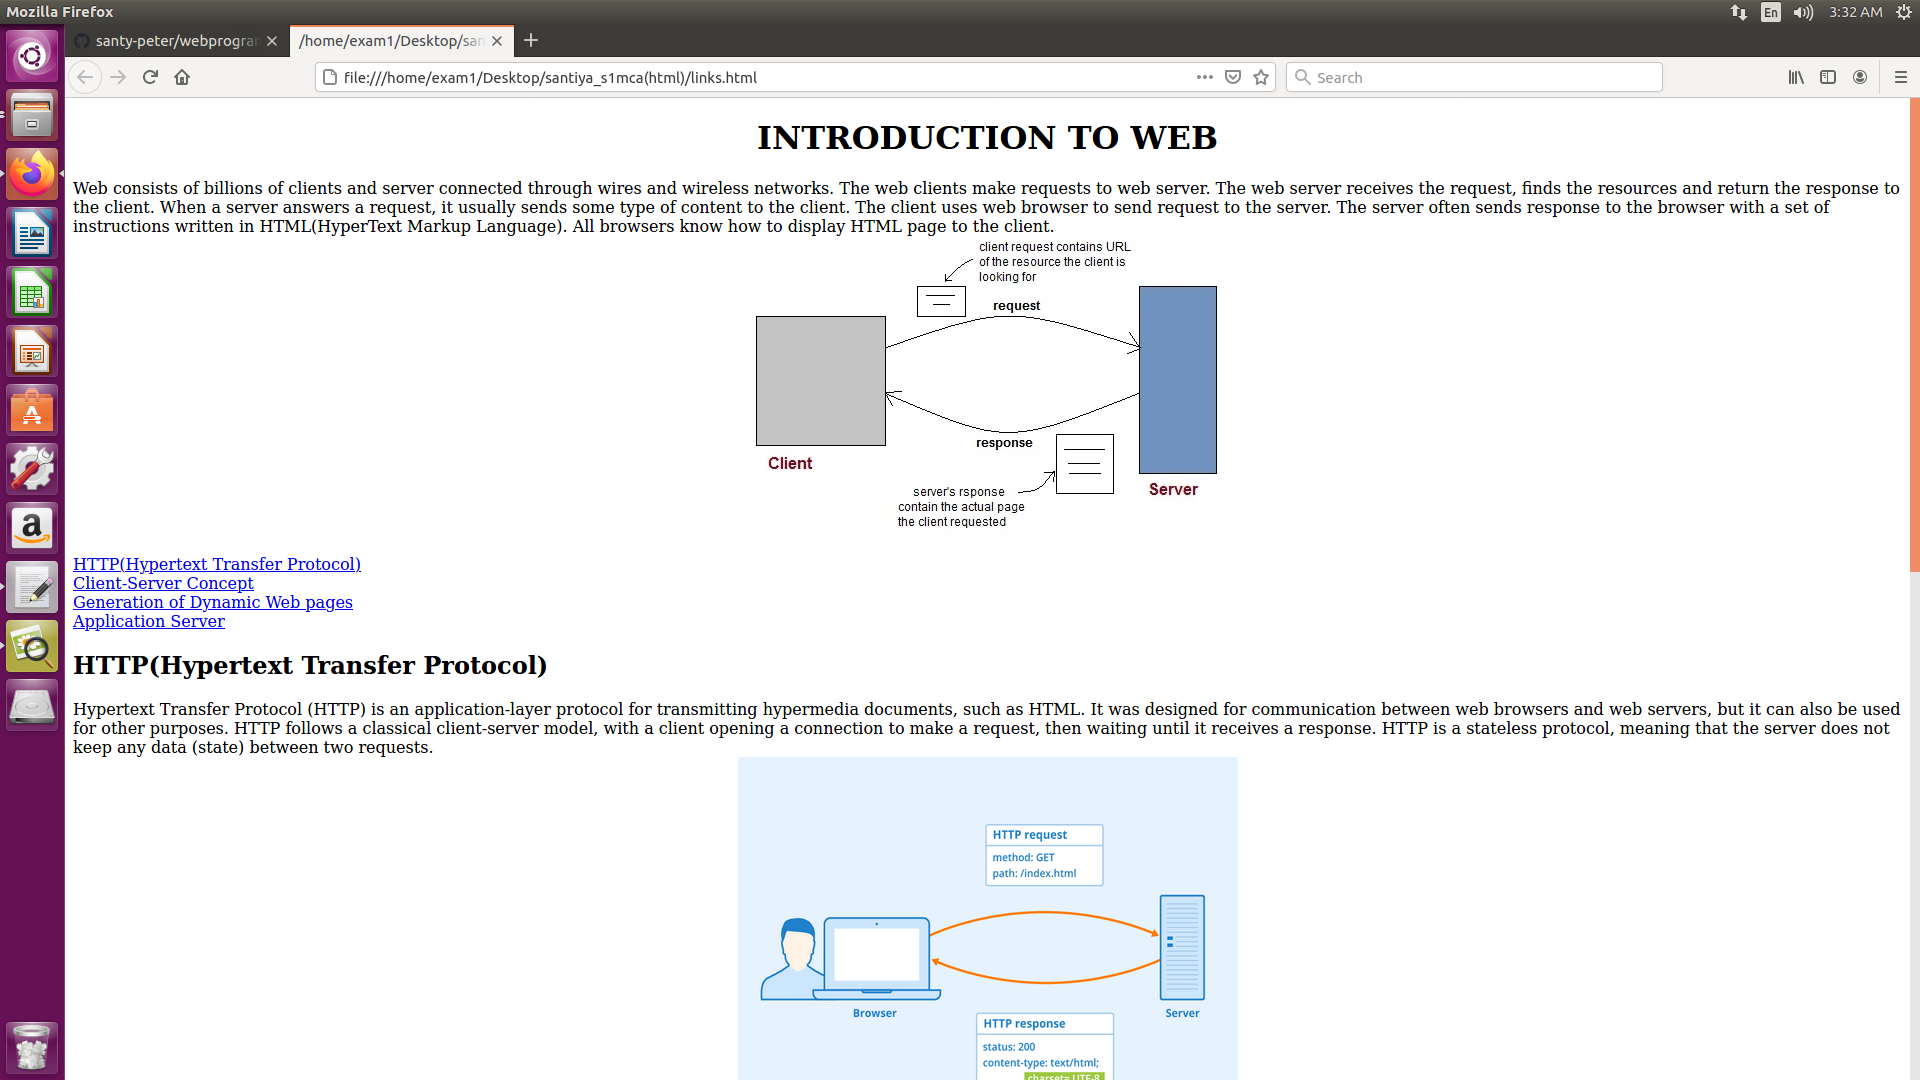 Mozilla Firefox
En
3:32 AM
santy-peter/webprogra
/home/exam1/Desktop/san
file:///home/exam1/Desktop/santiya_s1mca(html)/links.html
Search
INTRODUCTION TO WEB
Web consists of billions of clients and server connected through wires and wireless networks. The web clients make requests to web server. The web server receives the request, finds the resources and return the response to
the client. When a server answers a request, it usually sends some type of content to the client. The client uses web browser to send request to the server. The server often sends response to the browser with a set of
instructions written in HTML(HyperText Markup Language). All browsers know how to display HTML page to the client.
client request contains URL
of the resource the client is
looking for
request
response
Client
Server
server's rsponse
contain the actual page
the client requested
HTTP(Hypertext Transfer Protocol)
Client-Server Concept
Generation of Dynamic Web pages
Application Server
HTTP(Hypertext Transfer Protocol)
Hypertext Transfer Protocol (HTTP) is an application-layer protocol for transmitting hypermedia documents, such as HTML. It was designed for communication between web browsers and web servers, but it can also be used
for other purposes. HTTP follows a classical client-server model, with a client opening a connection to make a request, then waiting until it receives a response. HTTP is a stateless protocol, meaning that the server does not
keep any data (state) between two requests.
HTTP request
method: GET
path: /index.html
Browser
Server
HTTP response
status: 200
content-type: text/html;
charset= UTF-8